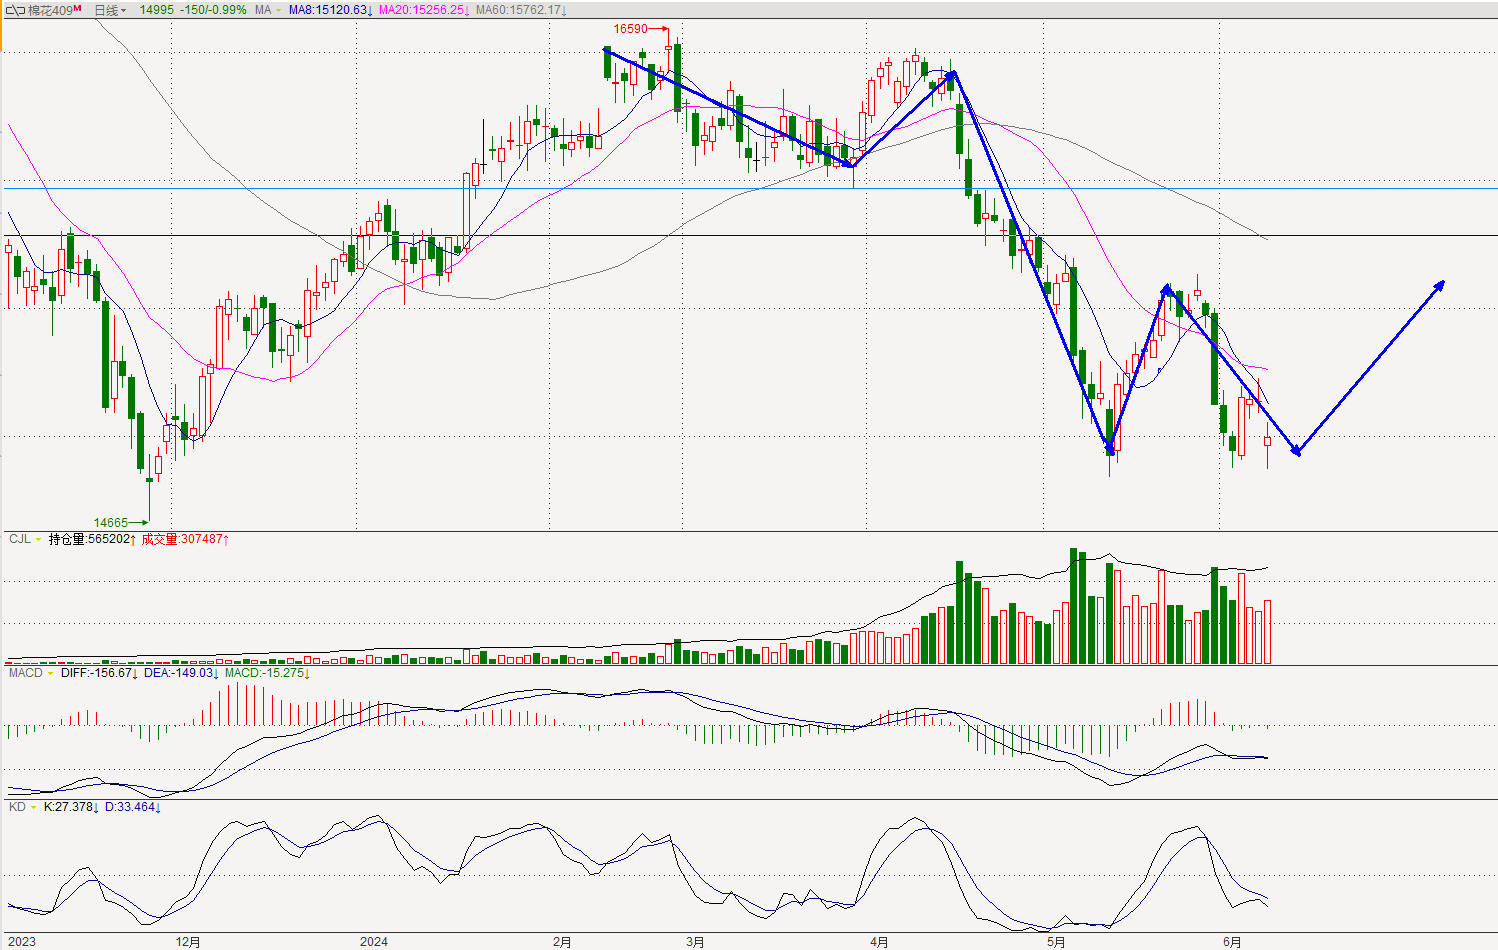 棉花409M 日线 14995 -150/-0.99% MA MA8:15120.63↓ MA20:15256.25↓ MA60:15762.17↓
16590
14665
CJL 持仓量:565202↑ 成交量:307487↑
MACD DIFF:-156.67↓ DEA:-149.03↓ MACD:-15.275↓
KD K:27.378↓ D:33.464↓
2023 12月 2024 2月 3月 4月 5月 6月